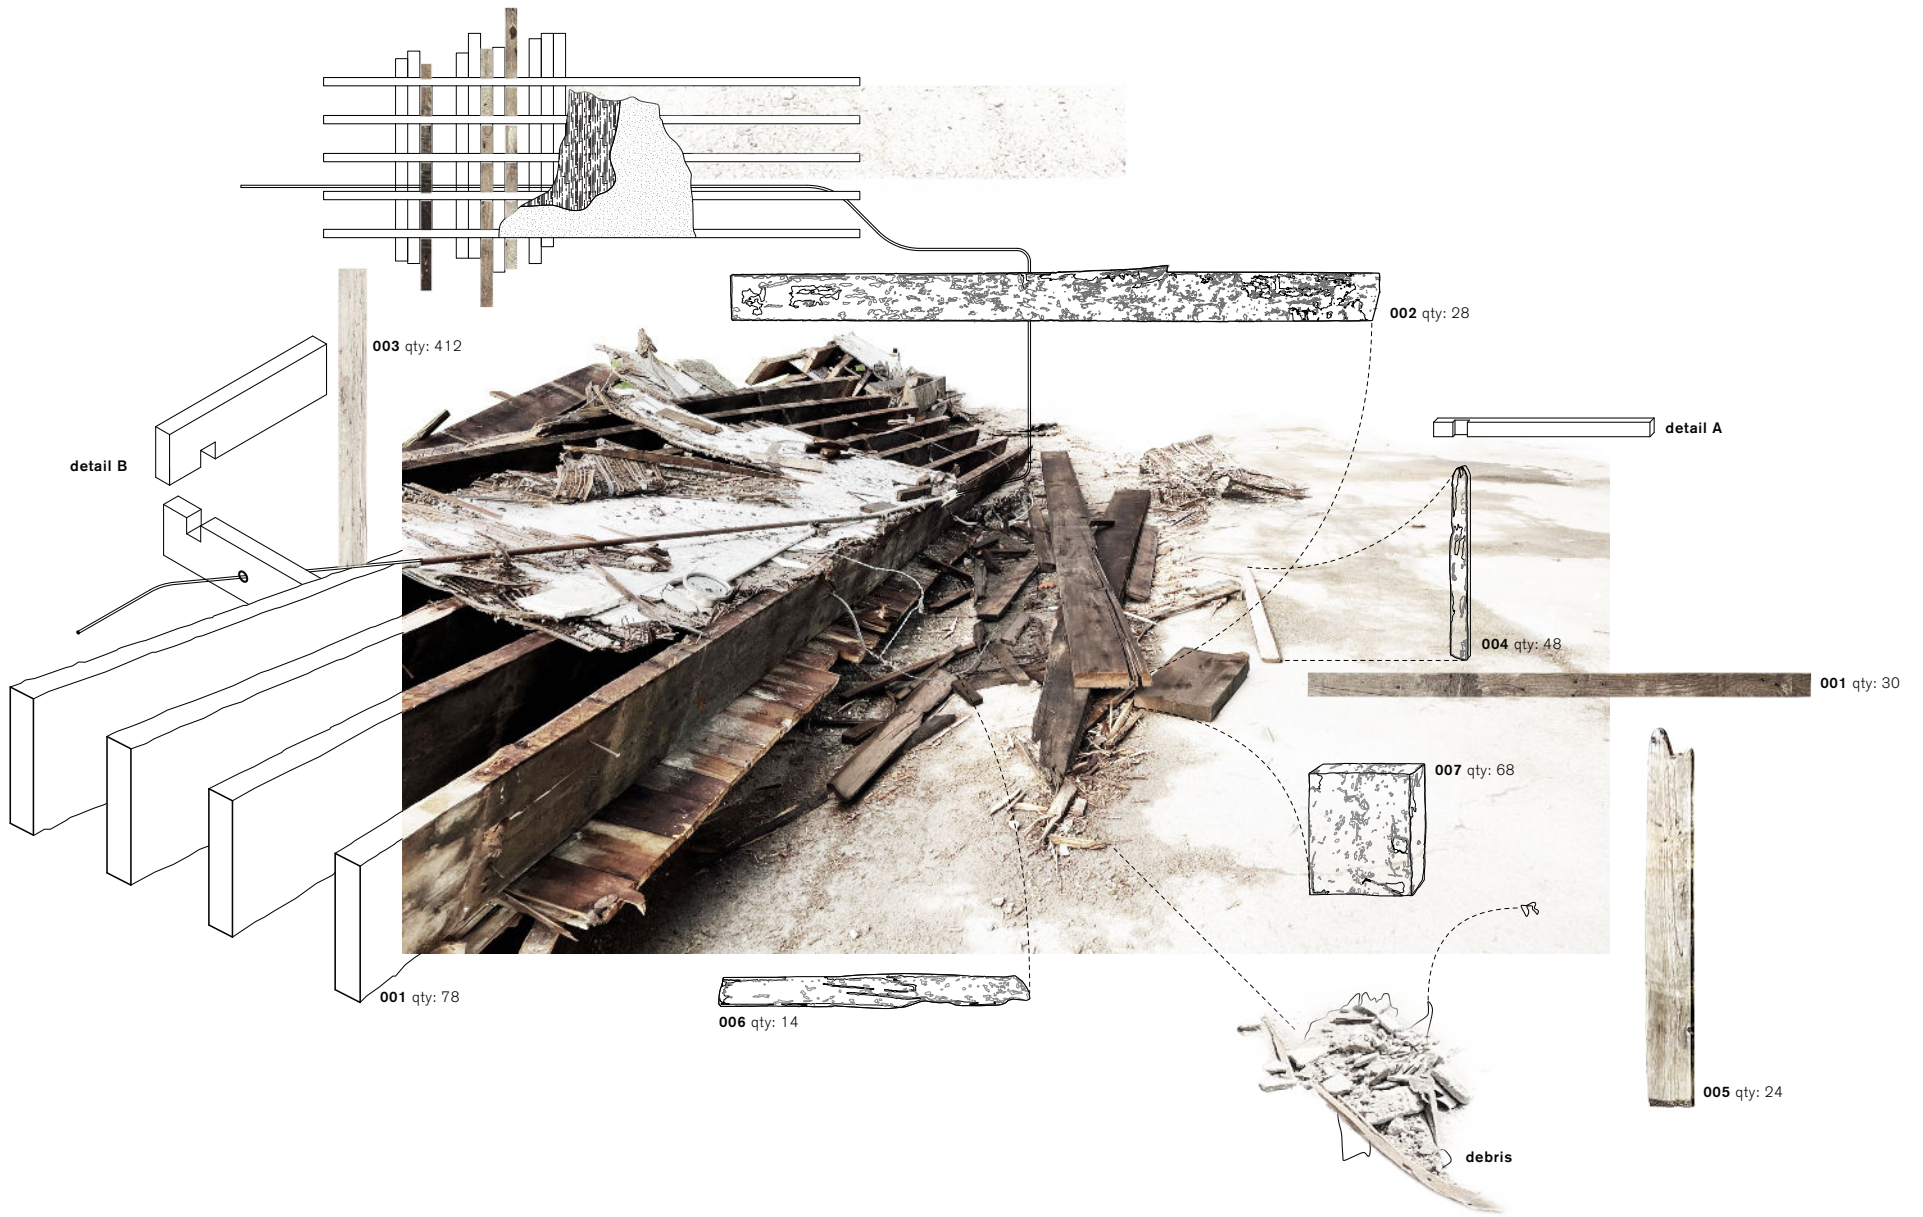 002 qty: 28
003 qty: 412
detail A
detail B
004 qty: 48
001 qty: 30
007 qty: 68
001 qty: 78
006 qty: 14
005 qty: 24
debris